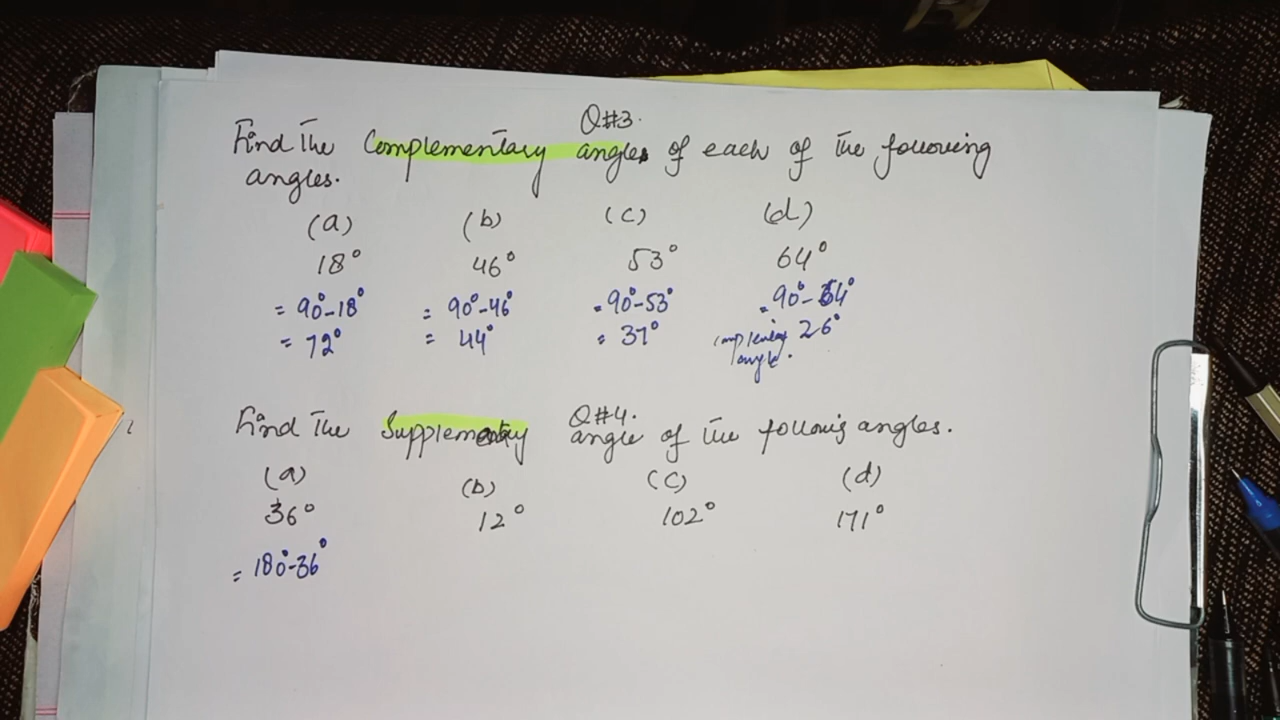 Q#3.
Find The Complementary angles of each of the following
angles.
(a) (b) (c) (d)
18° 46° 53° 64°
= 90°-18° = 90°-46° = 90°-53° = 90°-64°
= 72° = 44° = 37° 26°
angle.
Q#4.
Find The Supplementary angle of the following angles.
(a) (b) (c) (d)
36° 12° 102° 171°
= 180°-36°